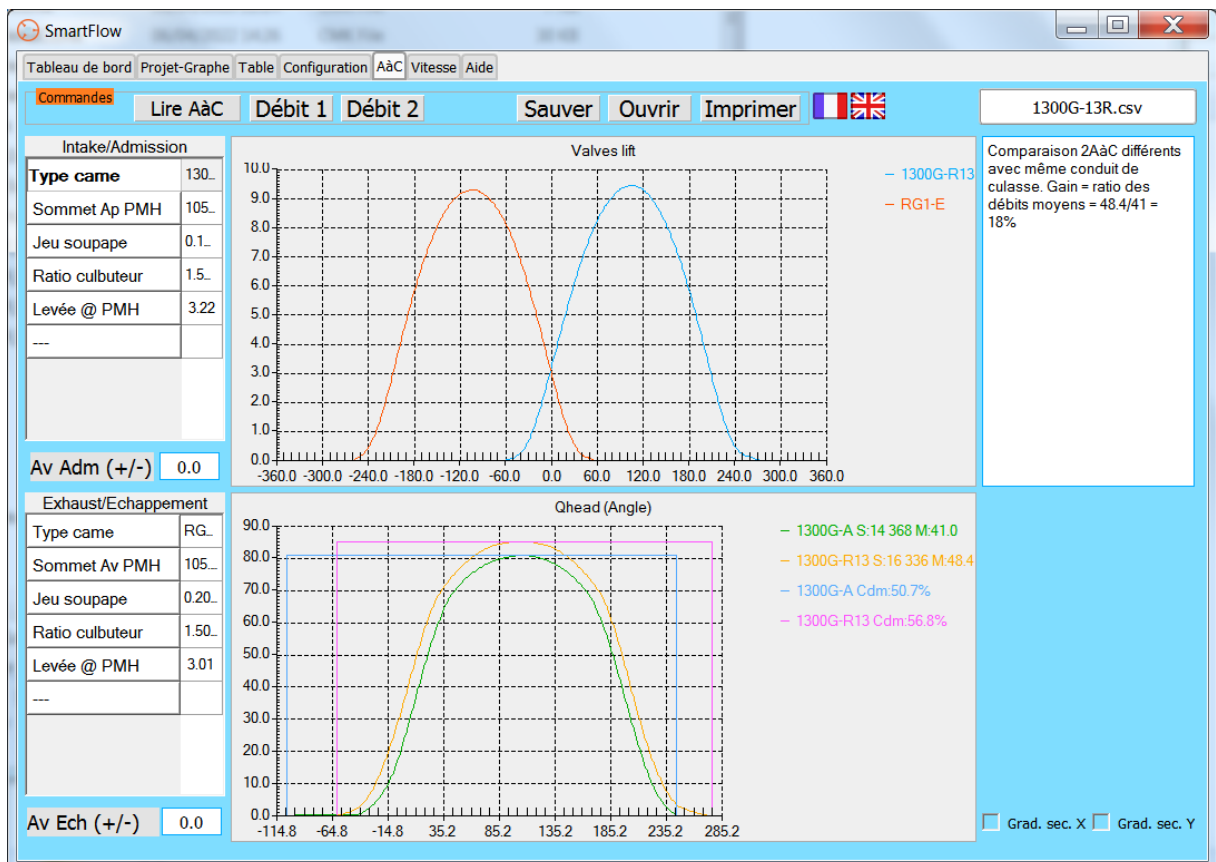 SmartFlow
Tableau de bord Projet-Graphe Table Configuration AàC Vitesse Aide
Commandes
Lire AàC Débit 1 Débit 2 Sauver Ouvrir Imprimer
1300G-13R.csv
Intake/Admission
Type came 130...
Sommet Ap PMH 105...
Jeu soupape 0.1...
Ratio culbuteur 1.5...
Levée @ PMH 3.22
---
Av Adm (+/-) 0.0
Exhaust/Echappement
Type came RG...
Sommet Av PMH 105...
Jeu soupape 0.20...
Ratio culbuteur 1.50...
Levée @ PMH 3.01
---
Av Ech (+/-) 0.0
Valves lift
10.0
9.0
8.0
7.0
6.0
5.0
4.0
3.0
2.0
1.0
0.0
-360.0 -300.0 -240.0 -180.0 -120.0 -60.0 0.0 60.0 120.0 180.0 240.0 300.0 360.0
1300G-R13
RG1-E
Qhead (Angle)
90.0
80.0
70.0
60.0
50.0
40.0
30.0
20.0
10.0
0.0
-114.8 -64.8 -14.8 35.2 85.2 135.2 185.2 235.2 285.2
1300G-A S:14 368 M:41.0
1300G-R13 S:16 336 M:48.4
1300G-A Cdm:50.7%
1300G-R13 Cdm:56.8%
Comparaison 2AàC différents
avec même conduit de
culasse. Gain = ratio des
débits moyens = 48.4/41 =
18%
Grad. sec. X Grad. sec. Y